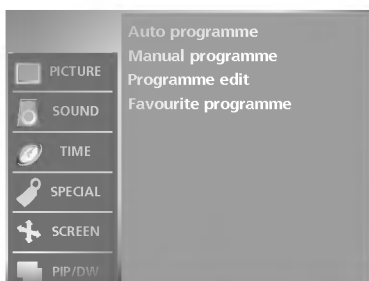 Auto programme
Manual programme
Programme edit
Favourite programme
PICTURE
SOUND
TIME
SPECIAL
SCREEN
PIP/DW